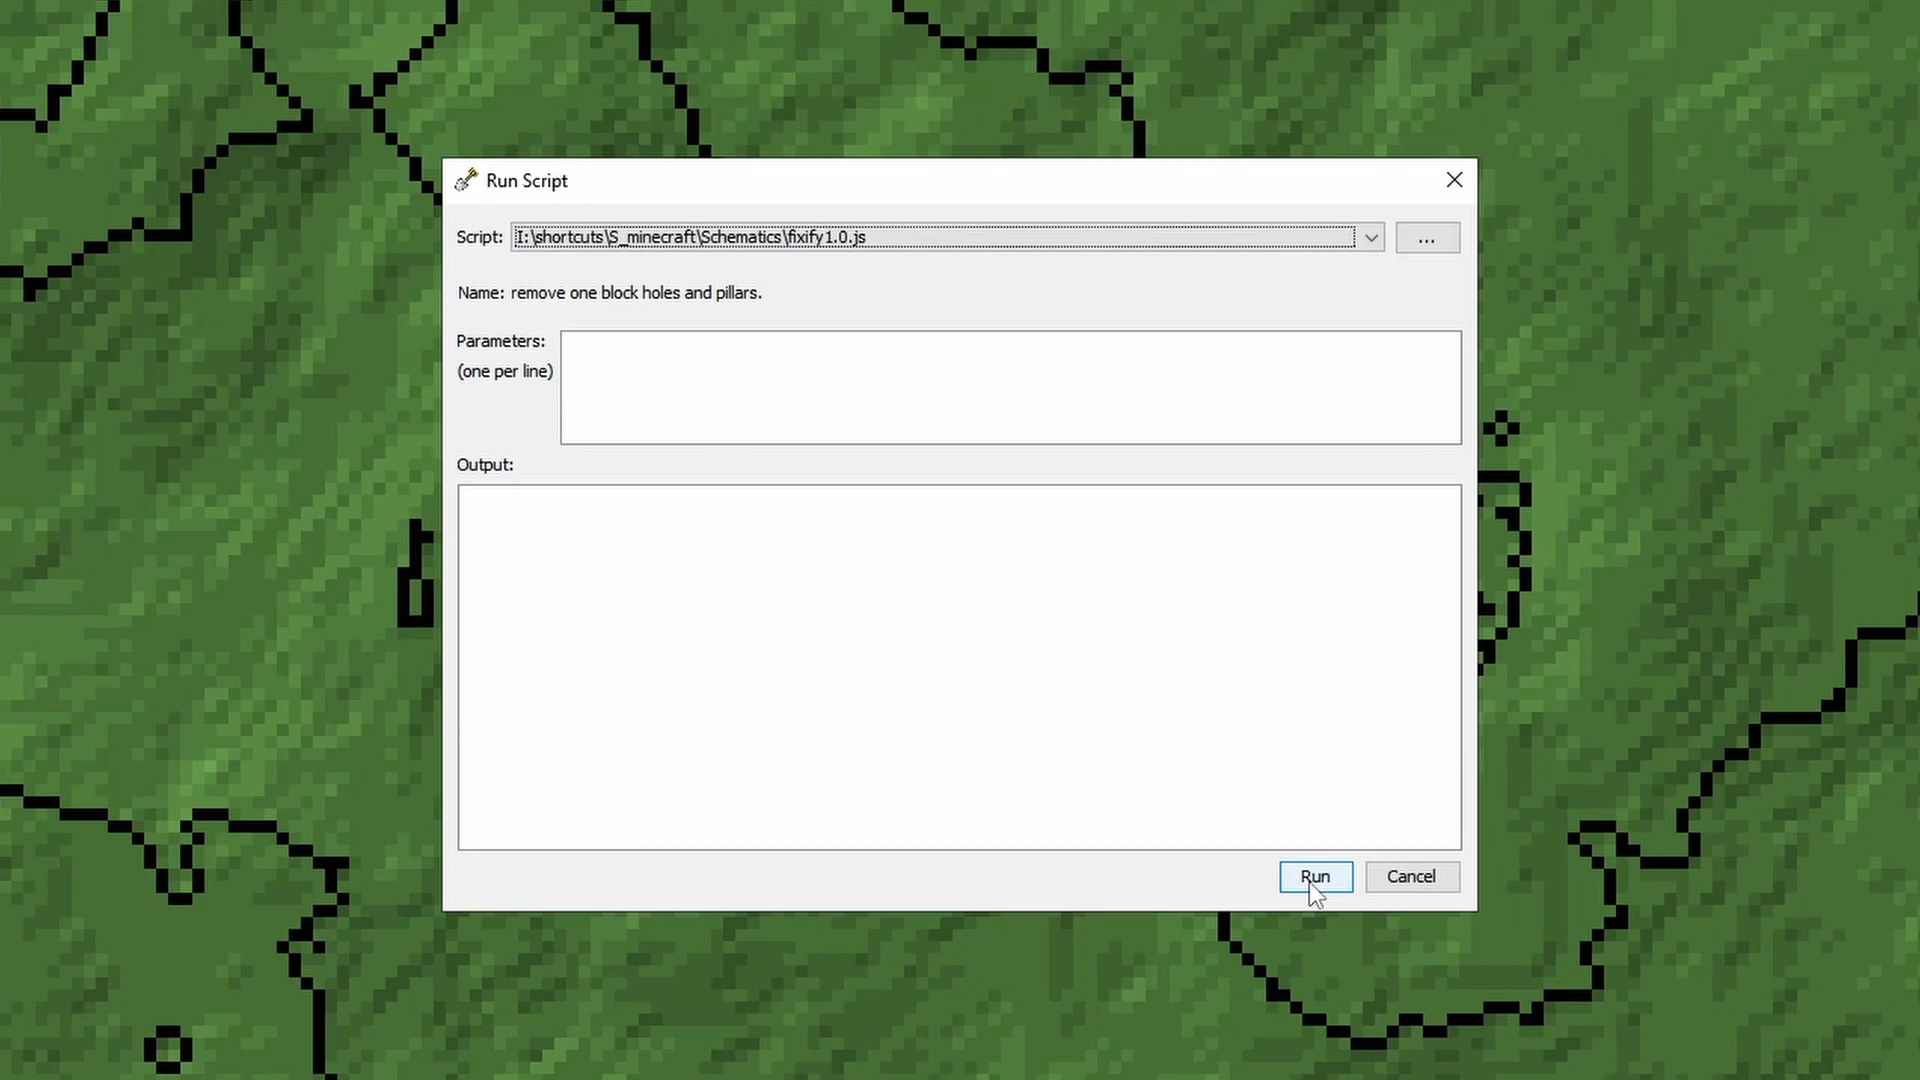 Run Script
Script: I:\shortcuts\S_minecraft\Schematics\fixify1.0.js ...
Name: remove one block holes and pillars.
Parameters:
(one per line)
Output:
Run Cancel